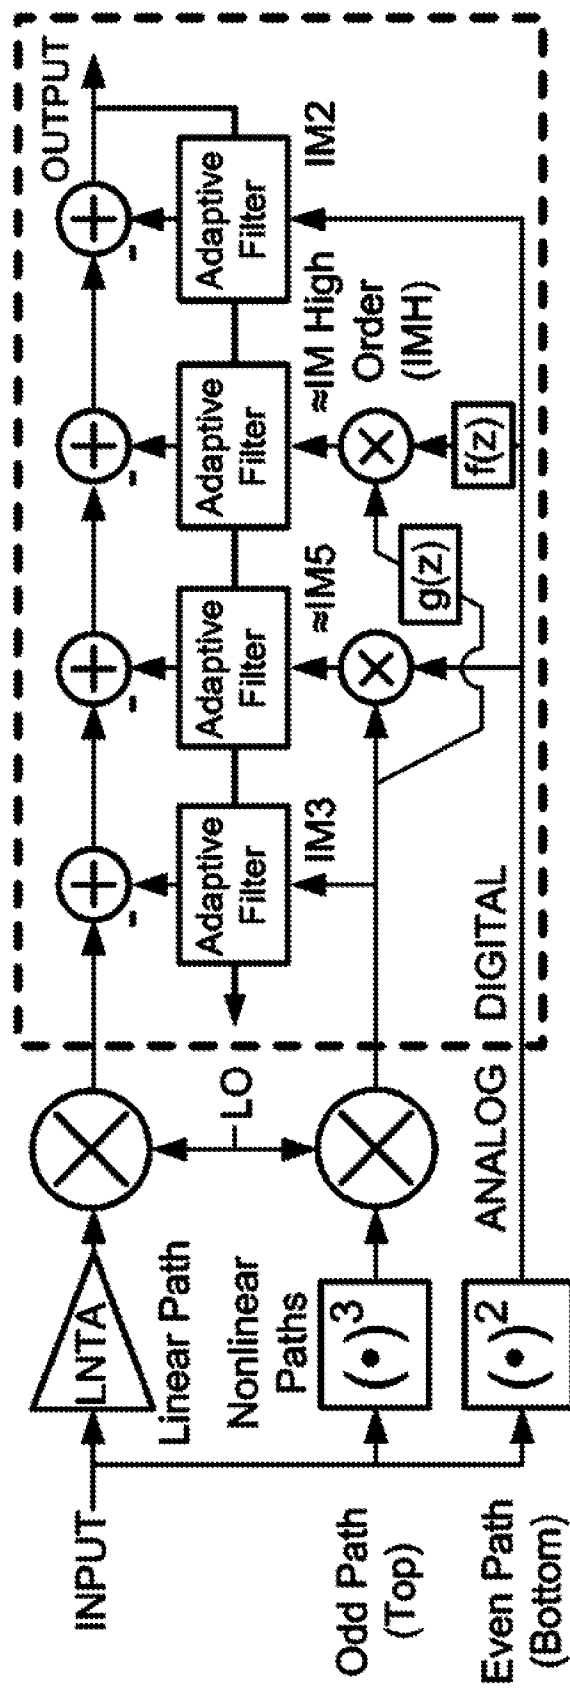 INPUT
LNTA
Linear Path
Nonlinear
Paths
Odd Path
(Top)
Even Path
(Bottom)
(•)3
(•)2
LO
ANALOG
DIGITAL
Adaptive
Filter
IM3
Adaptive
Filter
≈IM5
Adaptive
Filter
≈IM High
Order
(IMH)
Adaptive
Filter
IM2
g(z)
f(z)
OUTPUT
+
+
+
+
-
-
-
-